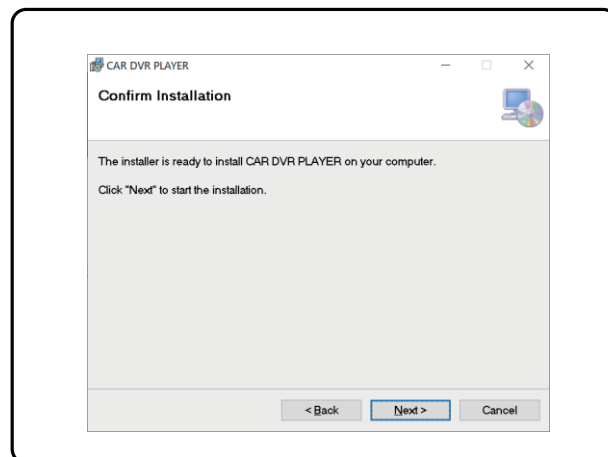 CAR DVR PLAYER
Confirm Installation
The installer is ready to install CAR DVR PLAYER on your computer.
Click "Next" to start the installation.
< Back Next > Cancel